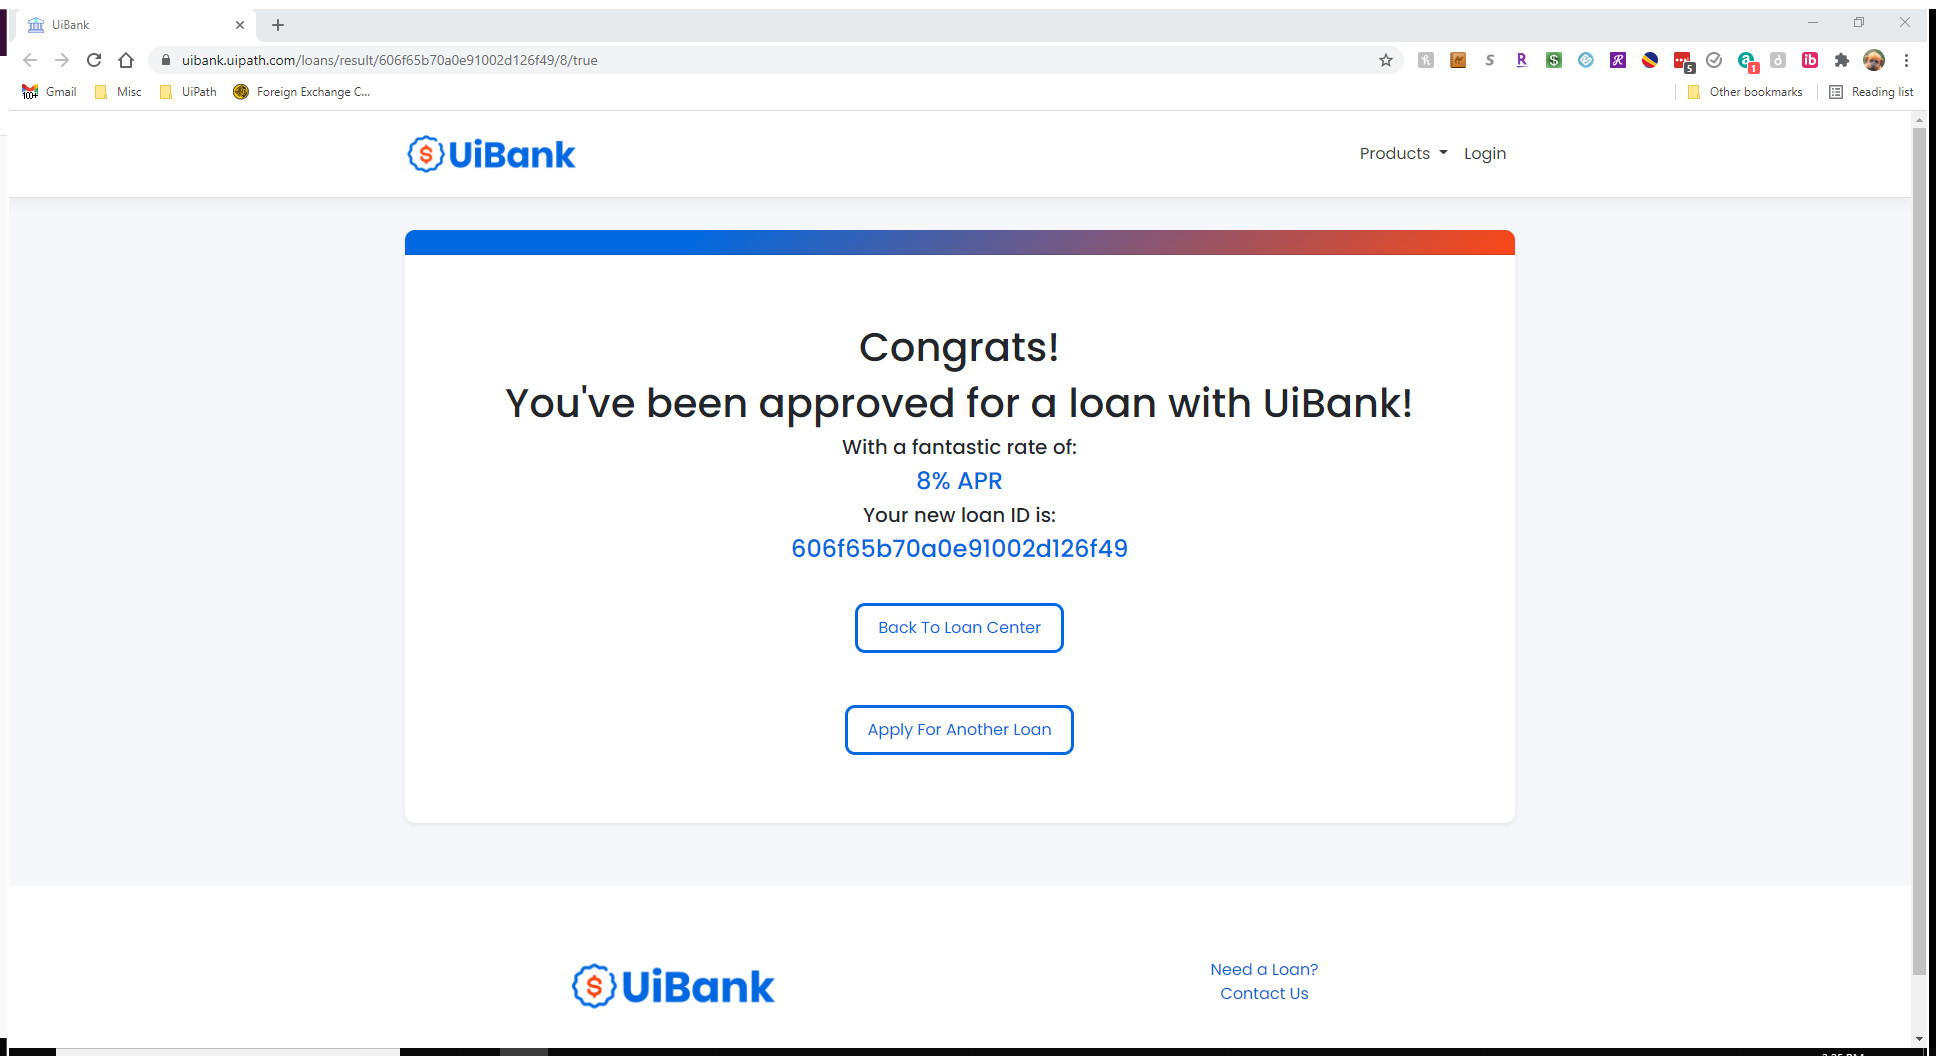 UiBank
uibank.uipath.com/loans/result/606f65b70a0e91002d126f49/8/true
5
1
Gmail Misc UiPath Foreign Exchange C... Other bookmarks Reading list
UiBank Products Login
Congrats!
You've been approved for a loan with UiBank!
With a fantastic rate of:
8% APR
Your new loan ID is:
606f65b70a0e91002d126f49
Back To Loan Center
Apply For Another Loan
UiBank
Need a Loan?
Contact Us